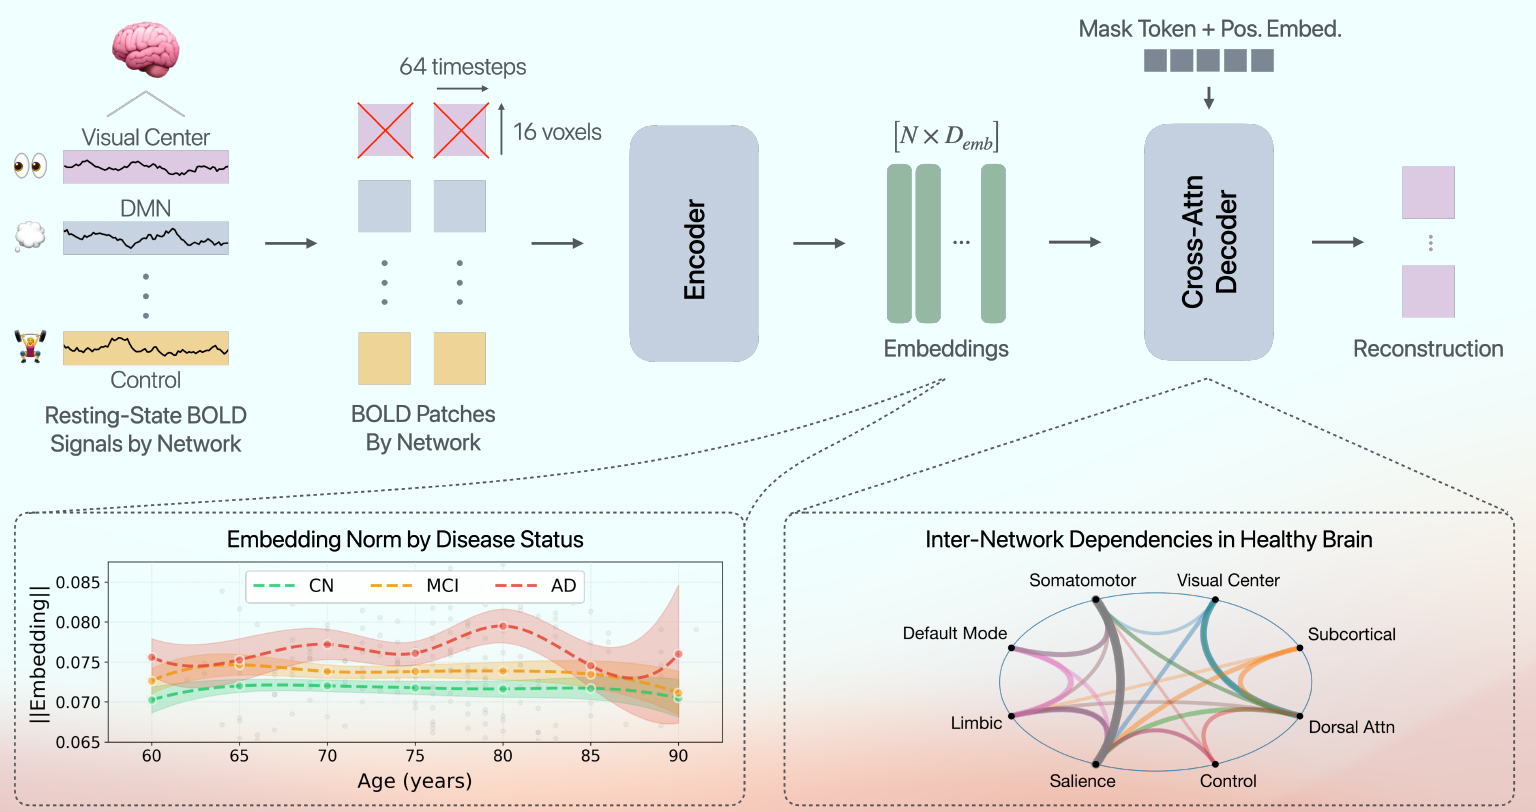 Visual Center
DMN
Control
Resting-State BOLD
Signals by Network
64 timesteps
16 voxels
BOLD Patches
By Network
Encoder
[N × D_emb]
...
Embeddings
Mask Token + Pos. Embed.
Cross-Attn
Decoder
Reconstruction
Embedding Norm by Disease Status
CN MCI AD
||Embedding||
0.085
0.080
0.075
0.070
0.065
60 65 70 75 80 85 90
Age (years)
Inter-Network Dependencies in Healthy Brain
Somatomotor Visual Center
Default Mode Subcortical
Limbic Dorsal Attn
Salience Control